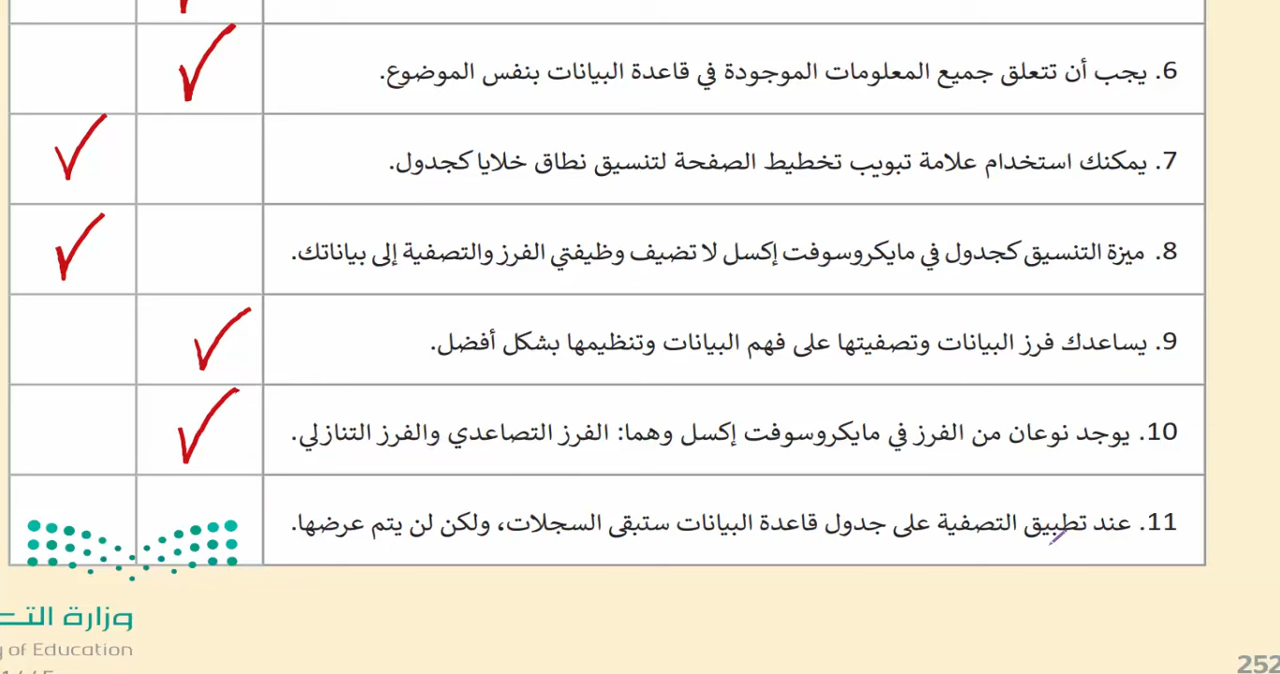 6. يجب أن تتعلق جميع المعلومات الموجودة في قاعدة البيانات بنفس الموضوع.
7. يمكنك استخدام علامة تبويب تخطيط الصفحة لتنسيق نطاق خلايا كجدول.
8. ميزة التنسيق كجدول في مايكروسوفت إكسل لا تضيف وظيفتي الفرز والتصفية إلى بياناتك.
9. يساعدك فرز البيانات وتصفيتها على فهم البيانات وتنظيمها بشكل أفضل.
10. يوجد نوعان من الفرز في مايكروسوفت إكسل وهما: الفرز التصاعدي والفرز التنازلي.
11. عند تطبيق التصفية على جدول قاعدة البيانات ستبقى السجلات، ولكن لن يتم عرضها.
وزارة
of Education
252